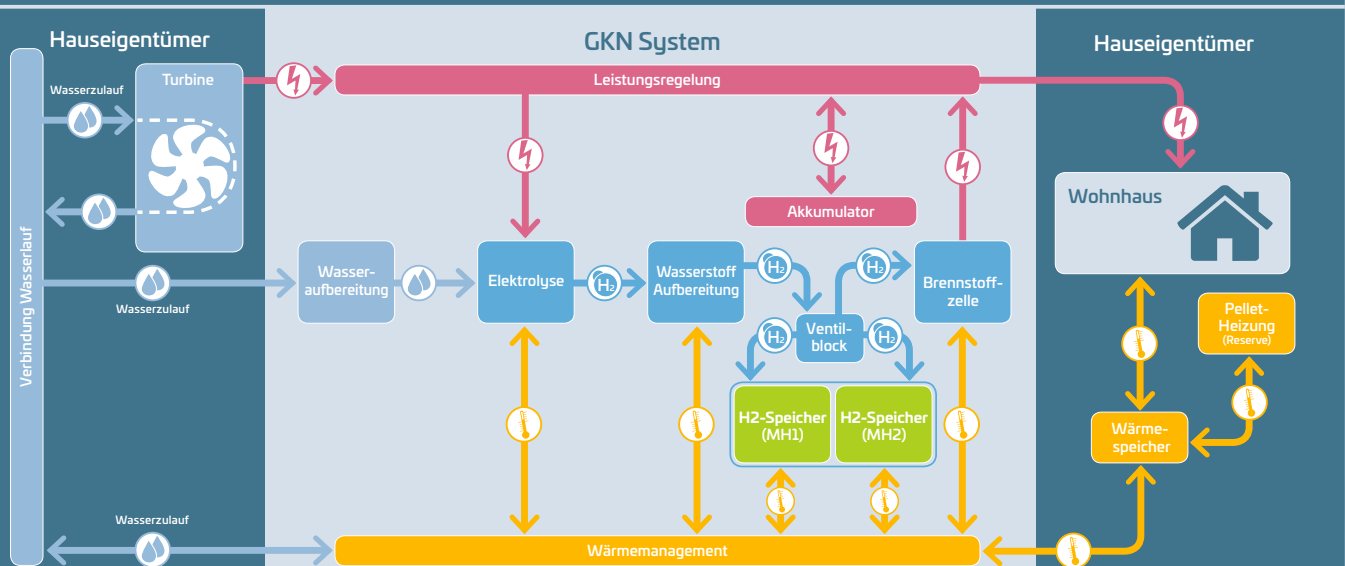 Hauseigentümer
GKN System
Hauseigentümer
Verbindung Wasserlauf
Wasserzulauf
Turbine
Leistungsregelung
Wohnhaus
Akkumulator
Wasserzulauf
Wasser-
aufbereitung
Elektrolyse
H₂
Wasserstoff
Aufbereitung
H₂
H₂
Brennstoff-
zelle
H₂
Ventil-
block
H₂
H2-Speicher
(MH1)
H2-Speicher
(MH2)
Pellet-
Heizung
(Reserve)
Wärme-
speicher
Wasserzulauf
Wärmemanagement